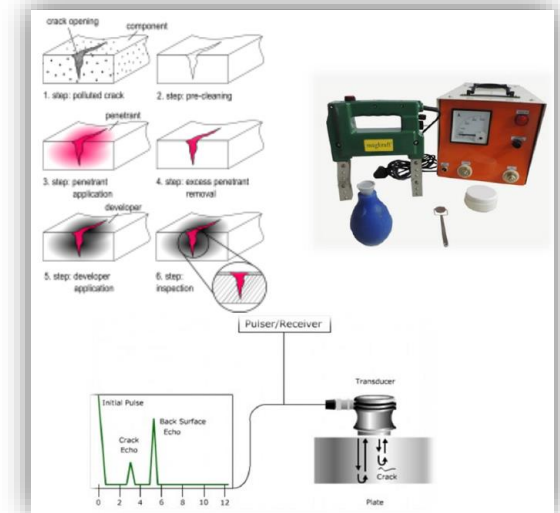 crack opening
component
1. step: polluted crack
2. step: pre-cleaning
penetrant
3. step: penetrant
application
4. step: excess penetrant
removal
developer
5. step: developer
application
6. step:
inspection
Pulser/Receiver
Transducer
Initial Pulse
Back Surface
Echo
Crack
Echo
Crack
0 2 4 6 8 10 12
Plate